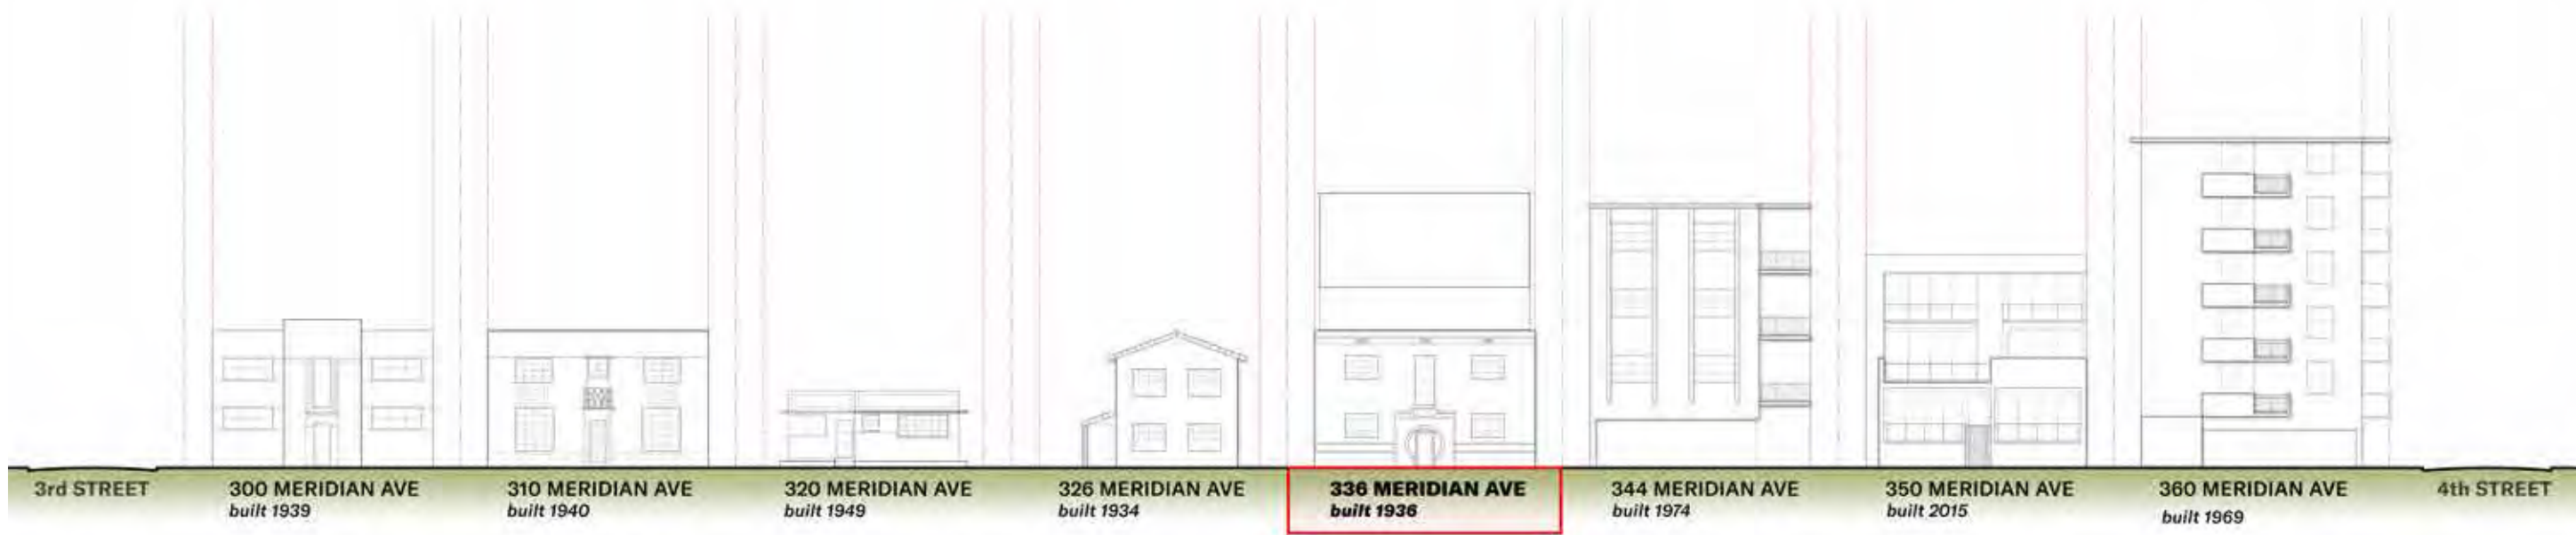 3rd STREET
300 MERIDIAN AVE
built 1939
310 MERIDIAN AVE
built 1940
320 MERIDIAN AVE
built 1949
326 MERIDIAN AVE
built 1934
336 MERIDIAN AVE
built 1936
344 MERIDIAN AVE
built 1974
350 MERIDIAN AVE
built 2015
360 MERIDIAN AVE
built 1969
4th STREET